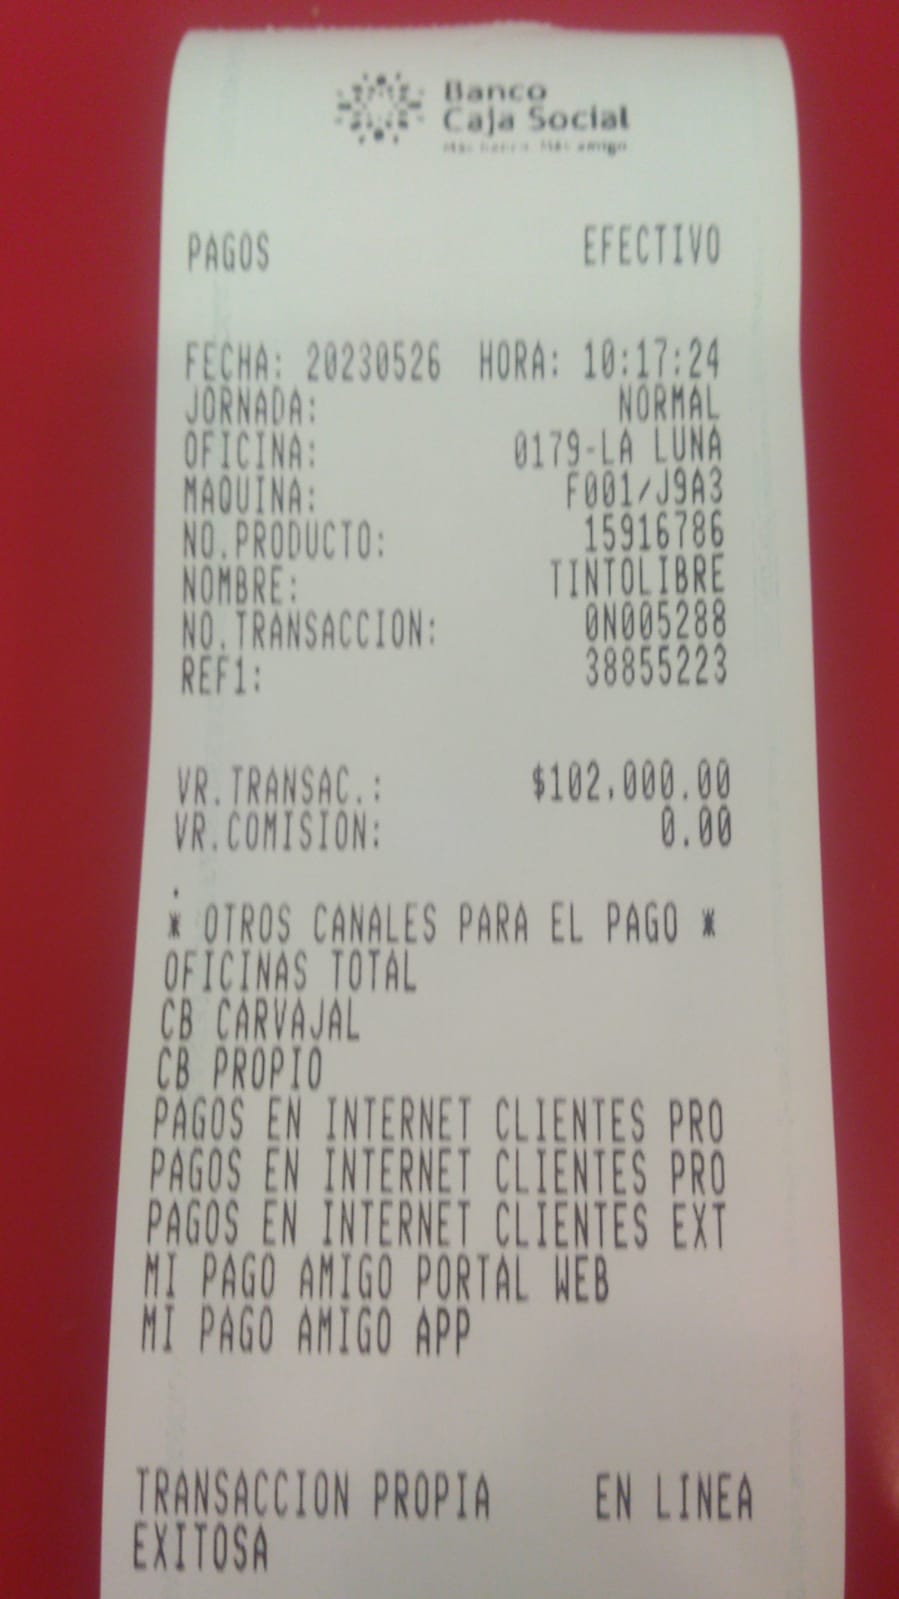 Banco
Caja Social
Más banco. Más amigo
PAGOS EFECTIVO
FECHA: 20230526 HORA: 10:17:24
JORNADA: NORMAL
OFICINA: 0179-LA LUNA
MAQUINA: F001/J9A3
NO.PRODUCTO: 15916786
NOMBRE: TINTOLIBRE
NO.TRANSACCION: 0N005288
REF1: 38855223
VR.TRANSAC.: $102,000.00
VR.COMISION: 0.00
.
* OTROS CANALES PARA EL PAGO *
OFICINAS TOTAL
CB CARVAJAL
CB PROPIO
PAGOS EN INTERNET CLIENTES PRO
PAGOS EN INTERNET CLIENTES PRO
PAGOS EN INTERNET CLIENTES EXT
MI PAGO AMIGO PORTAL WEB
MI PAGO AMIGO APP
TRANSACCION PROPIA EN LINEA
EXITOSA